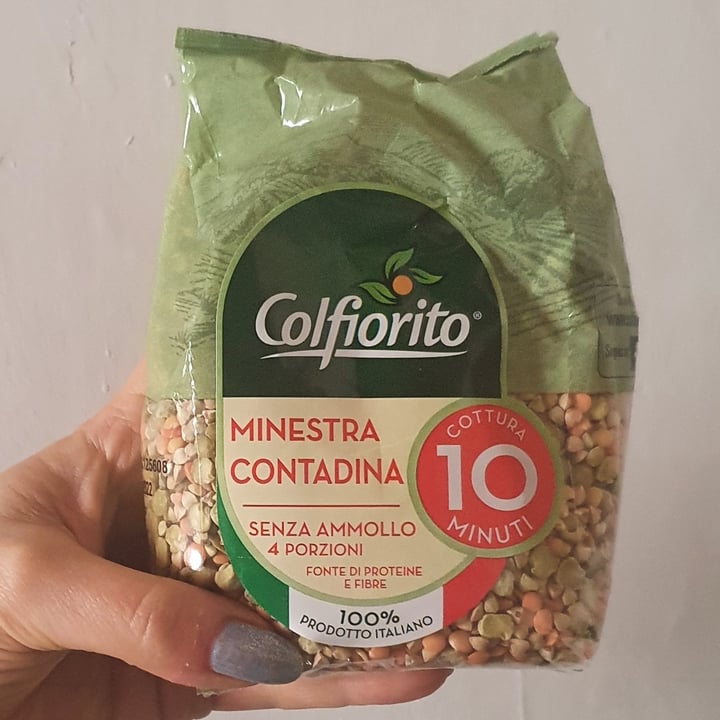 Colfiorito®
MINESTRA
CONTADINA
COTTURA
10
MINUTI
SENZA AMMOLLO
4 PORZIONI
FONTE DI PROTEINE
E FIBRE
100%
PRODOTTO ITALIANO